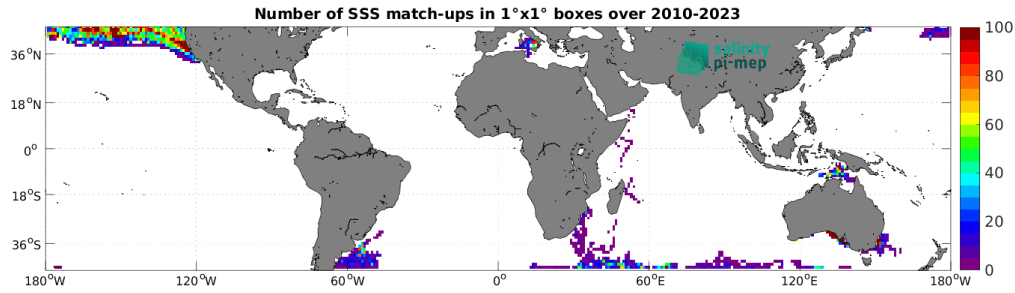 Number of SSS match-ups in 1°x1° boxes over 2010-2023
salinity
pi-mep
36°N
18°N
0°
18°S
36°S
180°W 120°W 60°W 0° 60°E 120°E 180°W
100
80
60
40
20
0